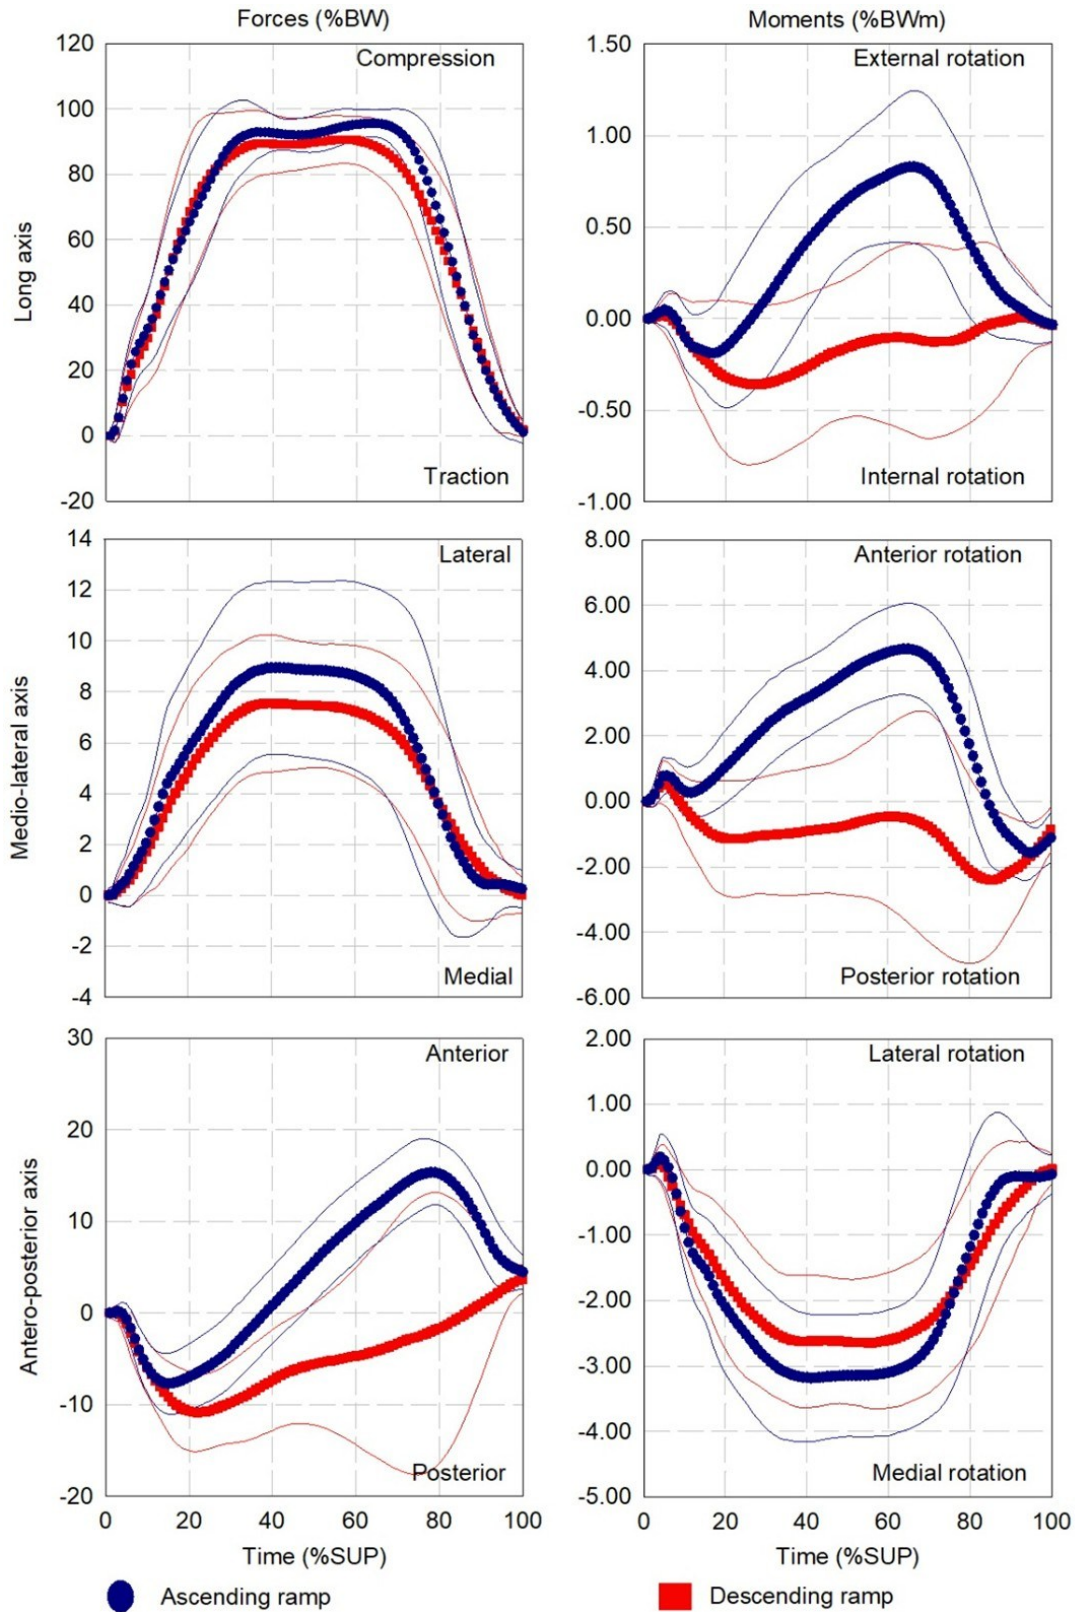 Forces (%BW)
Moments (%BWm)
Long axis
120
100
80
60
40
20
0
-20
Compression
Traction
1.50
1.00
0.50
0.00
-0.50
-1.00
External rotation
Internal rotation
Medio-lateral axis
14
12
10
8
6
4
2
0
-2
-4
Lateral
Medial
8.00
6.00
4.00
2.00
0.00
-2.00
-4.00
-6.00
Anterior rotation
Posterior rotation
Antero-posterior axis
30
20
10
0
-10
-20
Anterior
Posterior
0 20 40 60 80 100
Time (%SUP)
2.00
1.00
0.00
-1.00
-2.00
-3.00
-4.00
-5.00
Lateral rotation
Medial rotation
0 20 40 60 80 100
Time (%SUP)
Ascending ramp
Descending ramp